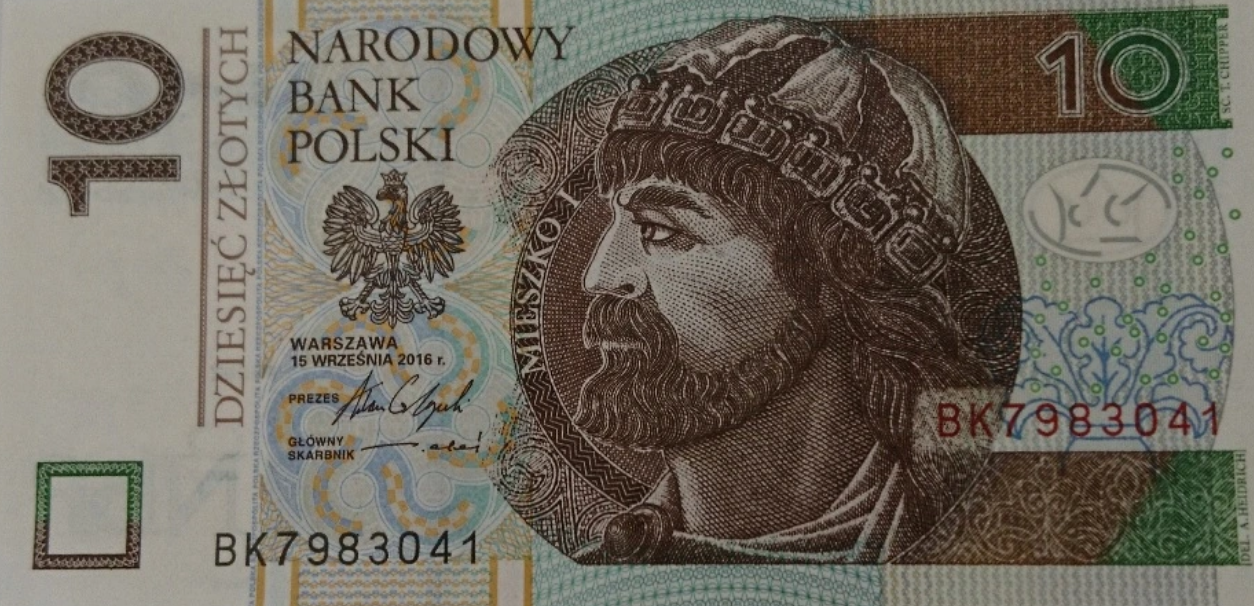 10
DZIESIĘĆ ZŁOTYCH
NARODOWY
BANK
POLSKI
WARSZAWA
15 WRZEŚNIA 2016 r.
PREZES
GŁÓWNY
SKARBNIK
BK7983041
MIESZKO I
10
SC. T. CHIPPER
BK7983041
DEL. A. HEIDRICH